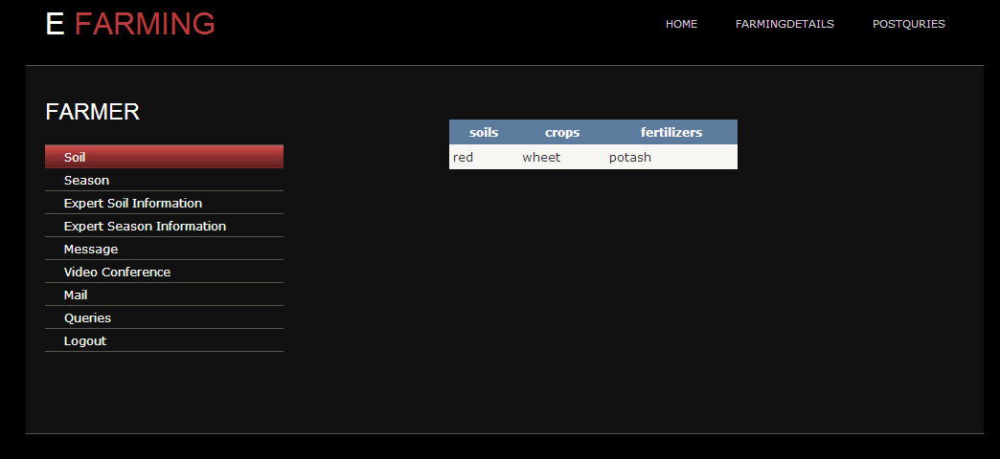 E FARMING
HOME FARMINGDETAILS POSTQURIES
FARMER
Soil
Season
Expert Soil Information
Expert Season Information
Message
Video Conference
Mail
Queries
Logout
soils crops fertilizers
red wheet potash